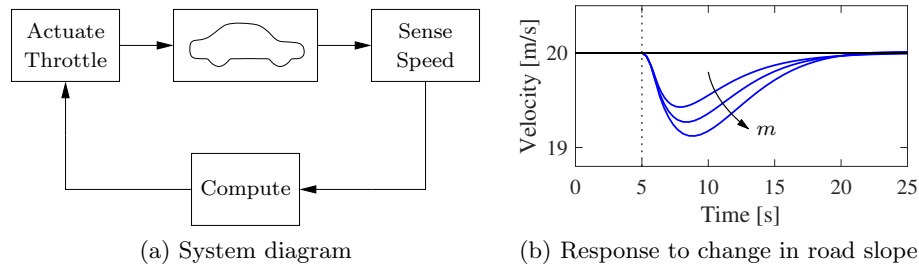 Actuate
Throttle
Sense
Speed
Compute
(a) System diagram
Velocity [m/s]
20
19
m
0 5 10 15 20 25
Time [s]
(b) Response to change in road slope